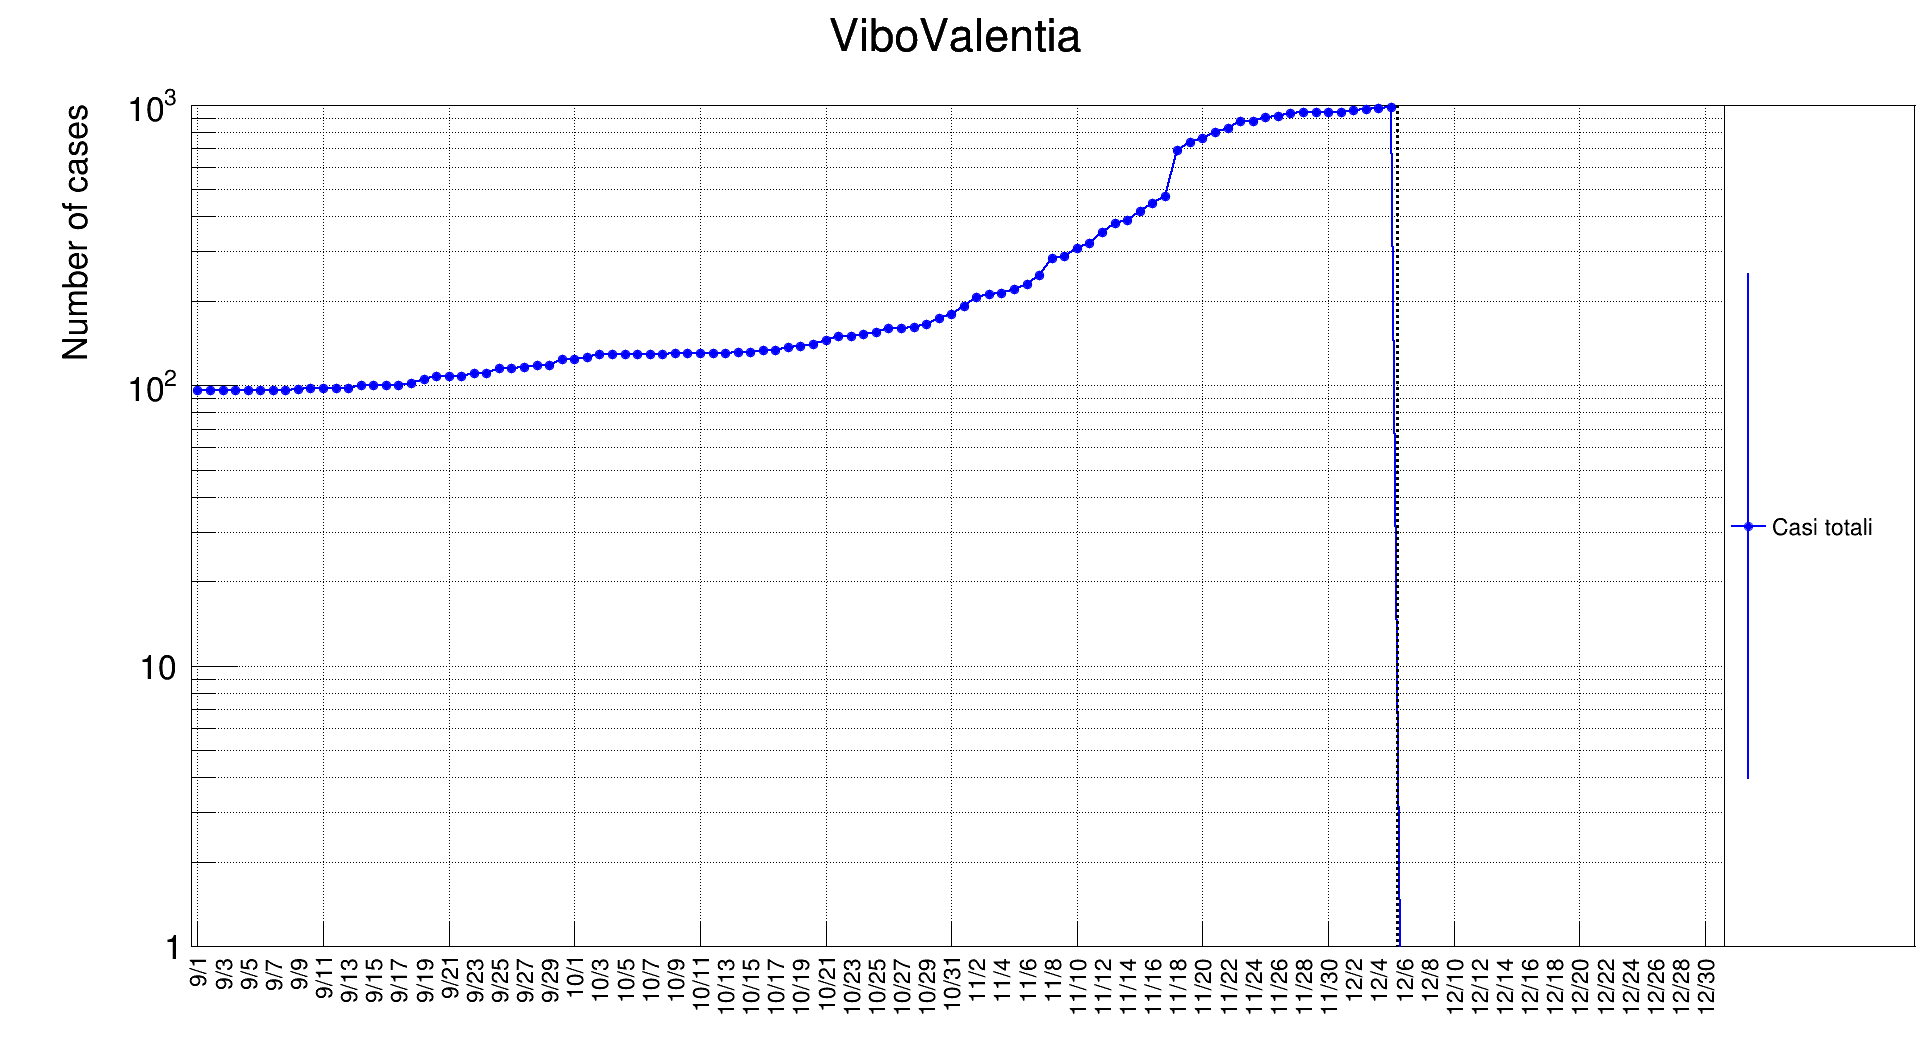 ViboValentia
Number of cases
10³
10²
10
1
9/1 9/3 9/5 9/7 9/9 9/11 9/13 9/15 9/17 9/19 9/21 9/23 9/25 9/27 9/29 10/1 10/3 10/5 10/7 10/9 10/11 10/13 10/15 10/17 10/19 10/21 10/23 10/25 10/27 10/29 10/31 11/2 11/4 11/6 11/8 11/10 11/12 11/14 11/16 11/18 11/20 11/22 11/24 11/26 11/28 11/30 12/2 12/4 12/6 12/8 12/10 12/12 12/14 12/16 12/18 12/20 12/22 12/24 12/26 12/28 12/30
Casi totali